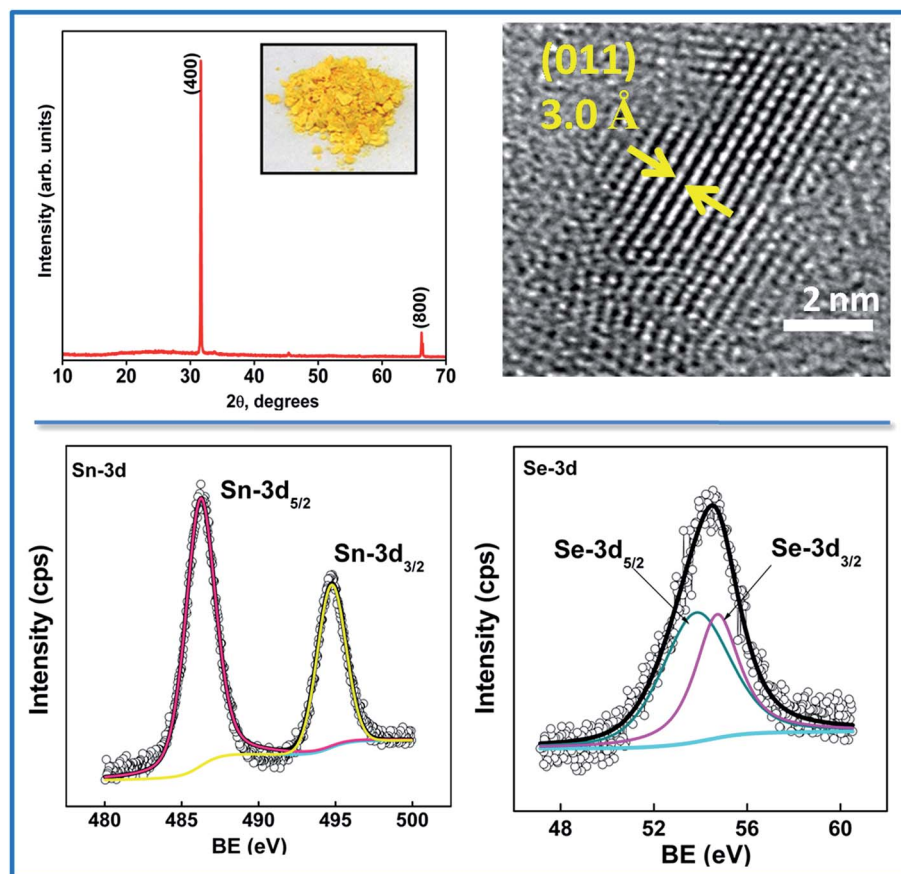 Intensity (arb. units)
(400)
(800)
10 20 30 40 50 60 70
2θ, degrees
(011)
3.0 Å
2 nm
Sn-3d
Sn-3d5/2
Sn-3d3/2
Intensity (cps)
480 485 490 495 500
BE (eV)
Se-3d
Se-3d5/2
Se-3d3/2
Intensity (cps)
48 52 56 60
BE (eV)